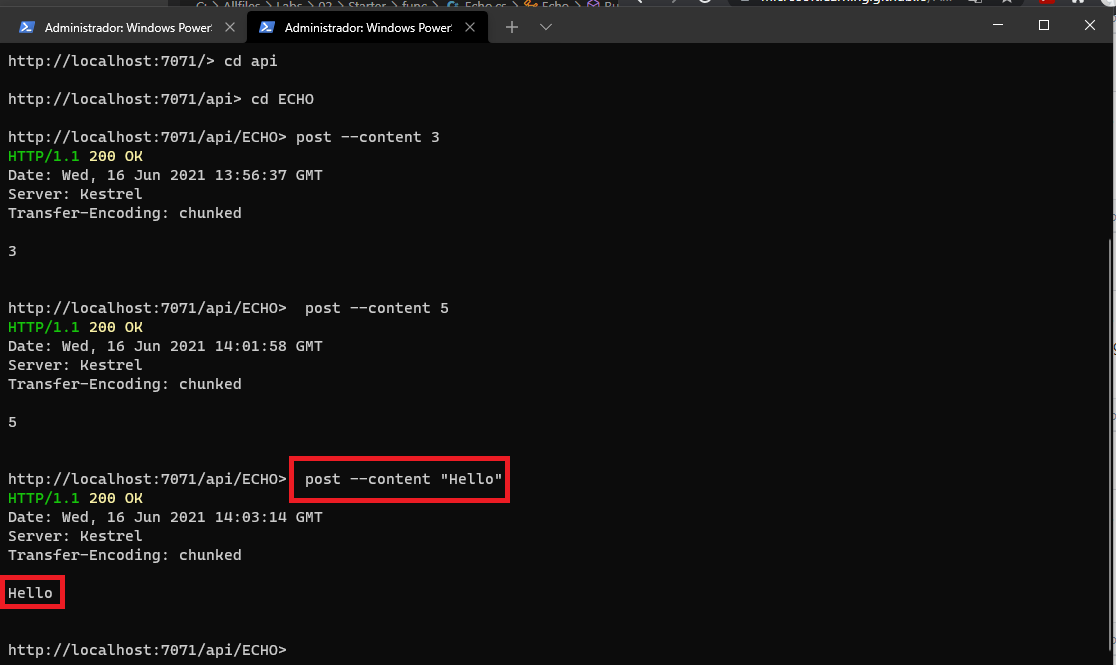 Administrador: Windows Power
Administrador: Windows Power
http://localhost:7071/> cd api
http://localhost:7071/api> cd ECHO
http://localhost:7071/api/ECHO> post --content 3
HTTP/1.1 200 OK
Date: Wed, 16 Jun 2021 13:56:37 GMT
Server: Kestrel
Transfer-Encoding: chunked
3
http://localhost:7071/api/ECHO>  post --content 5
HTTP/1.1 200 OK
Date: Wed, 16 Jun 2021 14:01:58 GMT
Server: Kestrel
Transfer-Encoding: chunked
5
http://localhost:7071/api/ECHO>  post --content "Hello"
HTTP/1.1 200 OK
Date: Wed, 16 Jun 2021 14:03:14 GMT
Server: Kestrel
Transfer-Encoding: chunked
Hello
http://localhost:7071/api/ECHO>